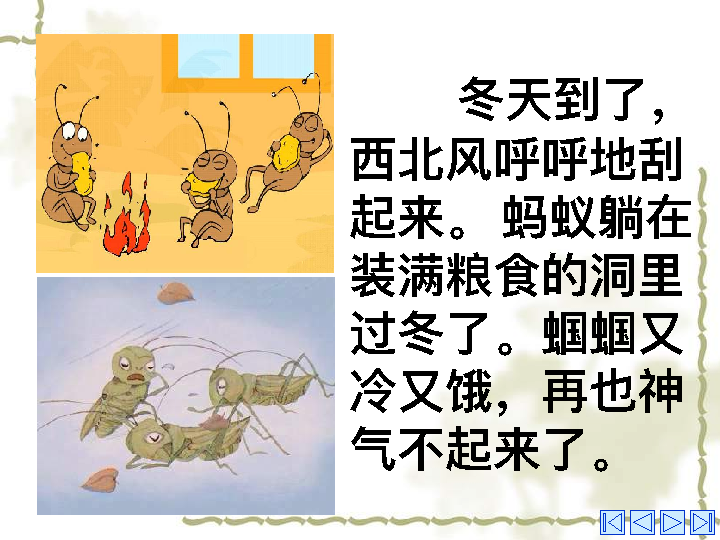 冬天到了，
西北风呼呼地刮
起来。蚂蚁躺在
装满粮食的洞里
过冬了。蝈蝈又
冷又饿，再也神
气不起来了。